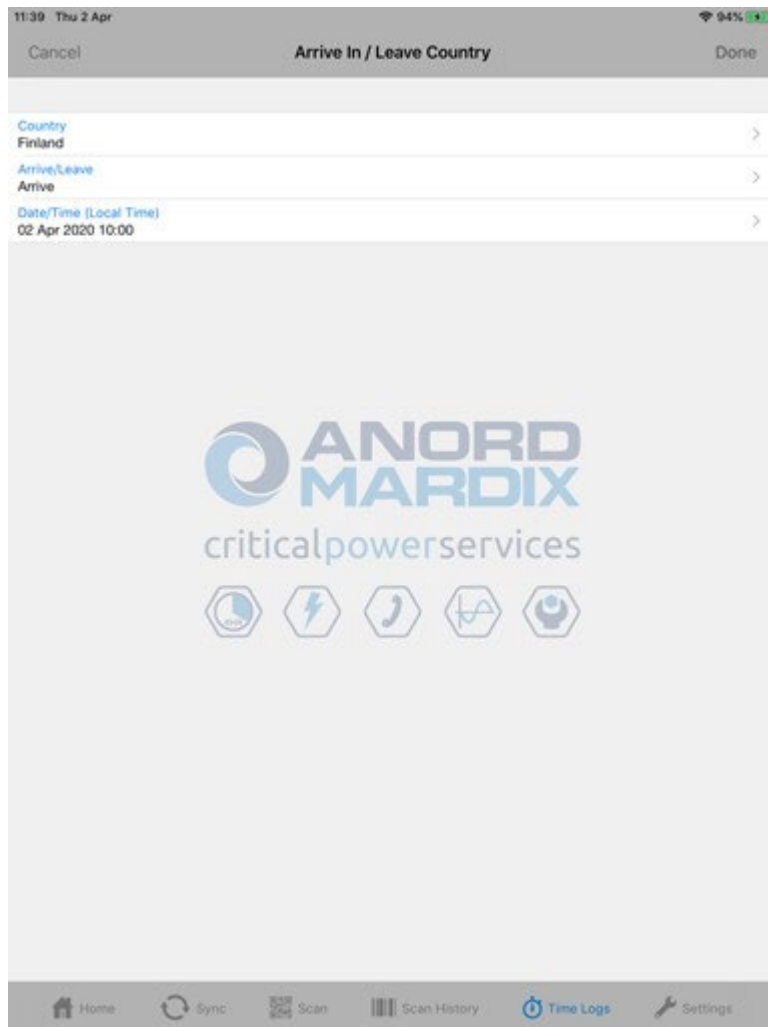 11:39 Thu 2 Apr 94%
Cancel Arrive In / Leave Country Done
Country
Finland
Arrive/Leave
Arrive
Date/Time (Local Time)
02 Apr 2020 10:00
ANORD
MARDIX
criticalpowerservices
Home Sync Scan Scan History Time Logs Settings